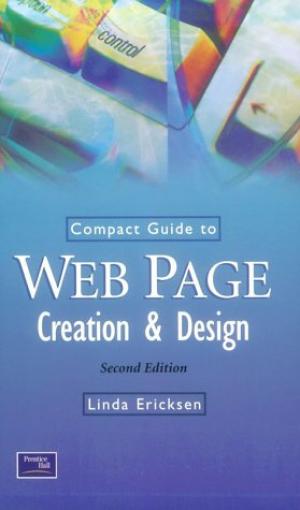 control
Compact Guide to
WEB PAGE
Creation & Design
Second Edition
Linda Ericksen
Prentice
Hall